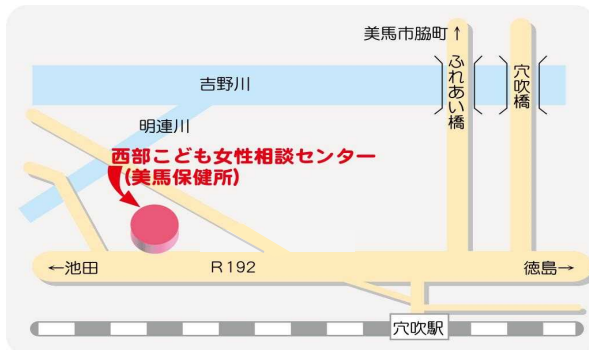 美馬市脇町↑
ふれあい橋
穴吹橋
吉野川
明連川
西部こども女性相談センター
(美馬保健所)
←池田
R192
徳島→
穴吹駅